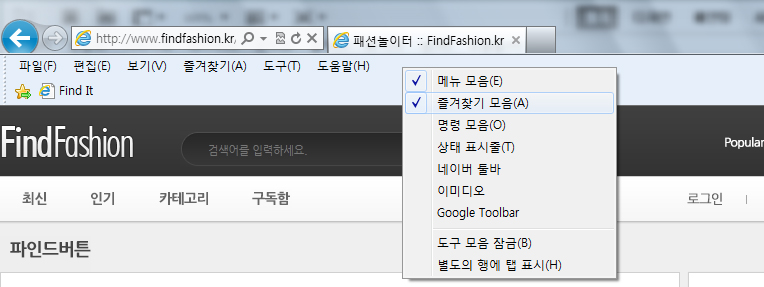 http://www.findfashion.kr/
패션놀이터 :: FindFashion.kr
파일(F) 편집(E) 보기(V) 즐겨찾기(A) 도구(T) 도움말(H)
Find It
메뉴 모음(E)
즐겨찾기 모음(A)
명령 모음(O)
상태 표시줄(T)
네이버 툴바
이미디오
Google Toolbar
도구 모음 잠금(B)
별도의 행에 탭 표시(H)
FindFashion
검색어를 입력하세요.
Popular
최신 인기 카테고리 구독함
로그인
파인드버튼